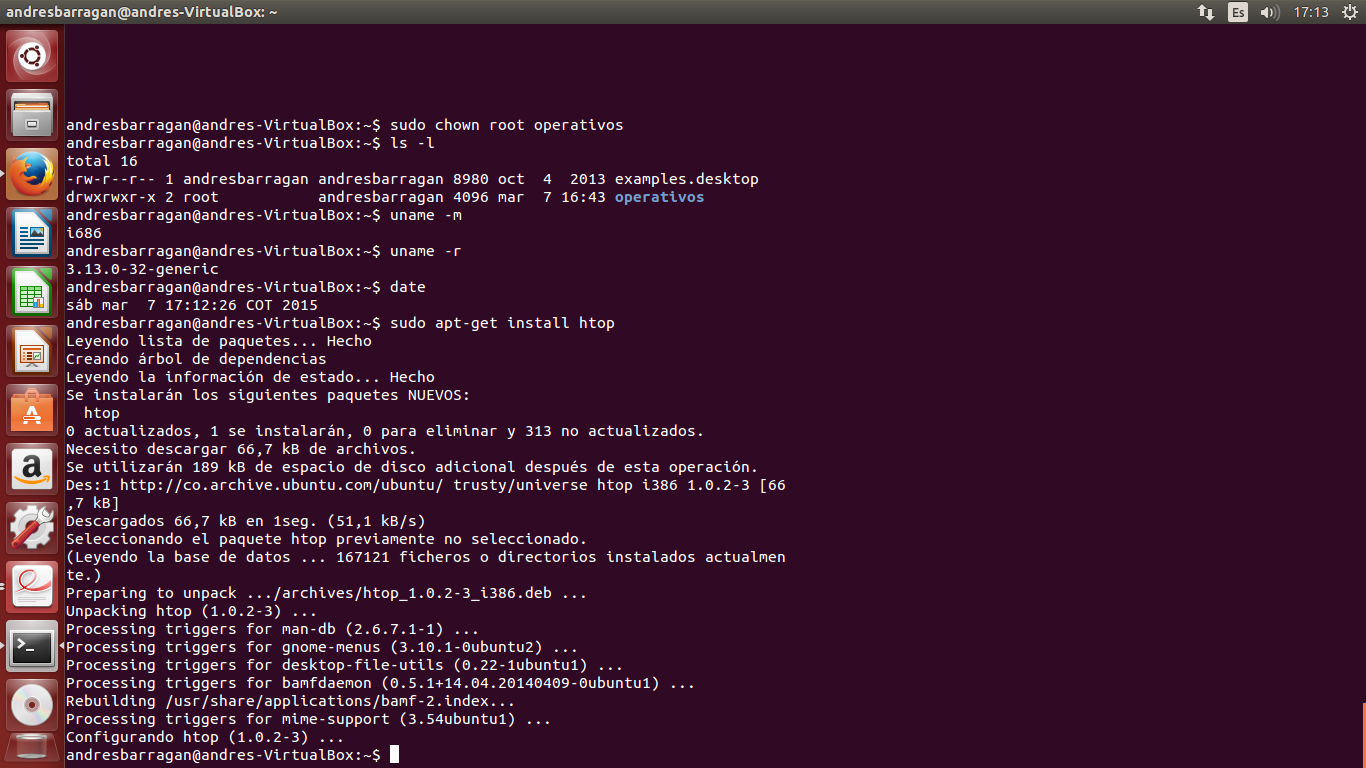 andresbarragan@andres-VirtualBox: ~
Es
17:13
andresbarragan@andres-VirtualBox:~$ sudo chown root operativos
andresbarragan@andres-VirtualBox:~$ ls -l
total 16
-rw-r--r-- 1 andresbarragan andresbarragan 8980 oct  4  2013 examples.desktop
drwxrwxr-x 2 root           andresbarragan 4096 mar  7 16:43 operativos
andresbarragan@andres-VirtualBox:~$ uname -m
i686
andresbarragan@andres-VirtualBox:~$ uname -r
3.13.0-32-generic
andresbarragan@andres-VirtualBox:~$ date
sáb mar  7 17:12:26 COT 2015
andresbarragan@andres-VirtualBox:~$ sudo apt-get install htop
Leyendo lista de paquetes... Hecho
Creando árbol de dependencias
Leyendo la información de estado... Hecho
Se instalarán los siguientes paquetes NUEVOS:
  htop
0 actualizados, 1 se instalarán, 0 para eliminar y 313 no actualizados.
Necesito descargar 66,7 kB de archivos.
Se utilizarán 189 kB de espacio de disco adicional después de esta operación.
Des:1 http://co.archive.ubuntu.com/ubuntu/ trusty/universe htop i386 1.0.2-3 [66
,7 kB]
Descargados 66,7 kB en 1seg. (51,1 kB/s)
Seleccionando el paquete htop previamente no seleccionado.
(Leyendo la base de datos ... 167121 ficheros o directorios instalados actualmen
te.)
Preparing to unpack .../archives/htop_1.0.2-3_i386.deb ...
Unpacking htop (1.0.2-3) ...
Processing triggers for man-db (2.6.7.1-1) ...
Processing triggers for gnome-menus (3.10.1-0ubuntu2) ...
Processing triggers for desktop-file-utils (0.22-1ubuntu1) ...
Processing triggers for bamfdaemon (0.5.1+14.04.20140409-0ubuntu1) ...
Rebuilding /usr/share/applications/bamf-2.index...
Processing triggers for mime-support (3.54ubuntu1) ...
Configurando htop (1.0.2-3) ...
andresbarragan@andres-VirtualBox:~$